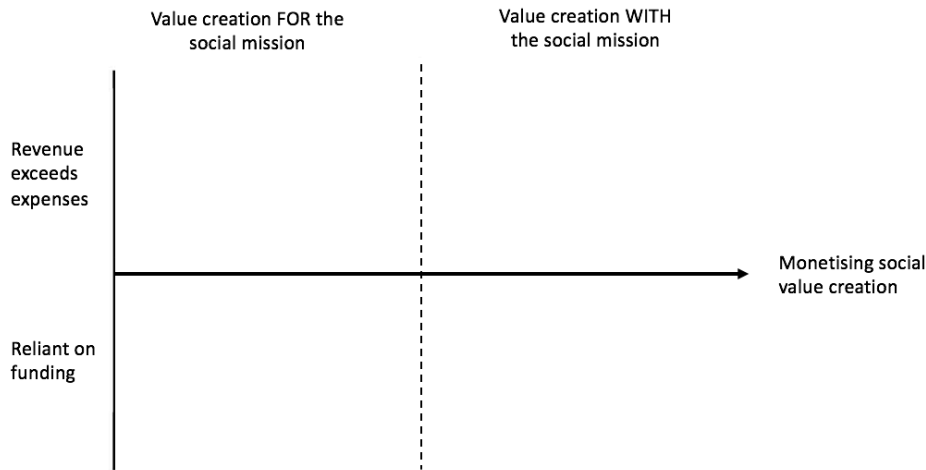 Value creation FOR the
social mission
Value creation WITH
the social mission
Revenue
exceeds
expenses
Monetising social
value creation
Reliant on
funding